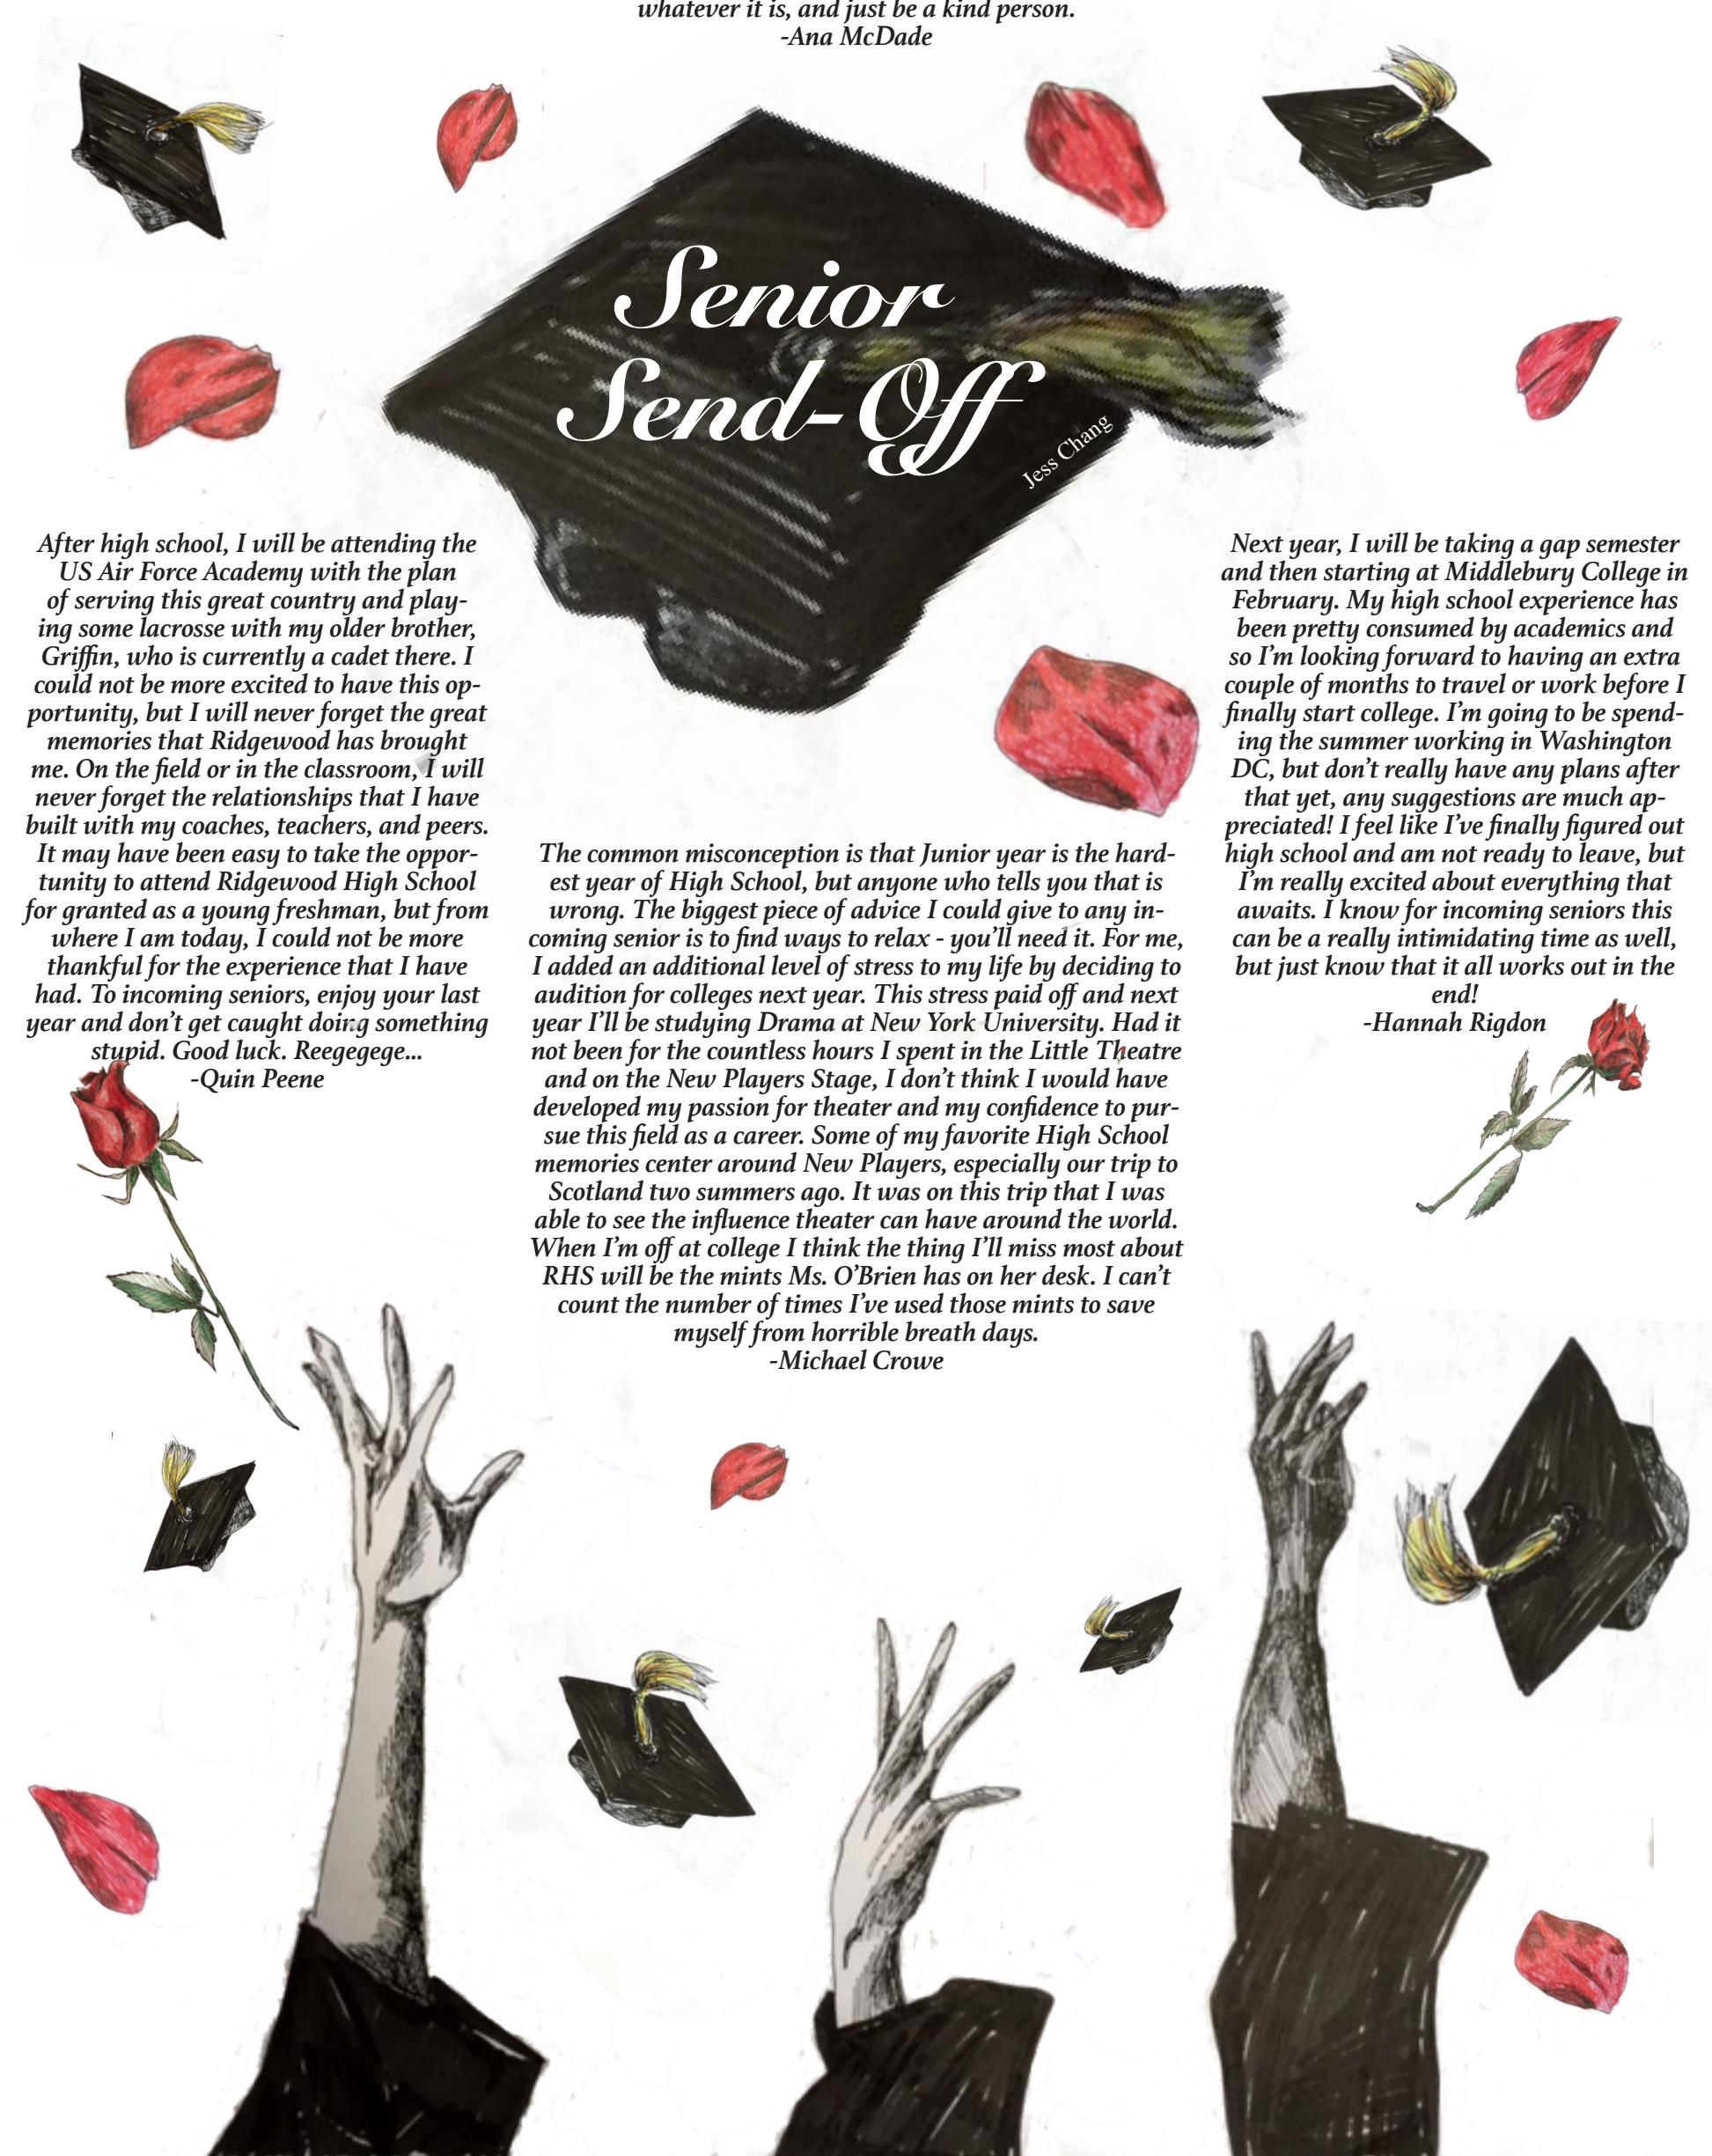 whatever it is, and just be a kind person.
-Ana McDade
Senior
Send-Off
Jess Chang
After high school, I will be attending the
US Air Force Academy with the plan
of serving this great country and play-
ing some lacrosse with my older brother,
Griffin, who is currently a cadet there. I
could not be more excited to have this op-
portunity, but I will never forget the great
memories that Ridgewood has brought
me. On the field or in the classroom, I will
never forget the relationships that I have
built with my coaches, teachers, and peers.
It may have been easy to take the oppor-
tunity to attend Ridgewood High School
for granted as a young freshman, but from
where I am today, I could not be more
thankful for the experience that I have
had. To incoming seniors, enjoy your last
year and don't get caught doing something
stupid. Good luck. Reegegege...
-Quin Peene
The common misconception is that Junior year is the hard-
est year of High School, but anyone who tells you that is
wrong. The biggest piece of advice I could give to any in-
coming senior is to find ways to relax - you'll need it. For me,
I added an additional level of stress to my life by deciding to
audition for colleges next year. This stress paid off and next
year I'll be studying Drama at New York University. Had it
not been for the countless hours I spent in the Little Theatre
and on the New Players Stage, I don't think I would have
developed my passion for theater and my confidence to pur-
sue this field as a career. Some of my favorite High School
memories center around New Players, especially our trip to
Scotland two summers ago. It was on this trip that I was
able to see the influence theater can have around the world.
When I'm off at college I think the thing I'll miss most about
RHS will be the mints Ms. O'Brien has on her desk. I can't
count the number of times I've used those mints to save
myself from horrible breath days.
-Michael Crowe
Next year, I will be taking a gap semester
and then starting at Middlebury College in
February. My high school experience has
been pretty consumed by academics and
so I'm looking forward to having an extra
couple of months to travel or work before I
finally start college. I'm going to be spend-
ing the summer working in Washington
DC, but don't really have any plans after
that yet, any suggestions are much ap-
preciated! I feel like I've finally figured out
high school and am not ready to leave, but
I'm really excited about everything that
awaits. I know for incoming seniors this
can be a really intimidating time as well,
but just know that it all works out in the
end!
-Hannah Rigdon